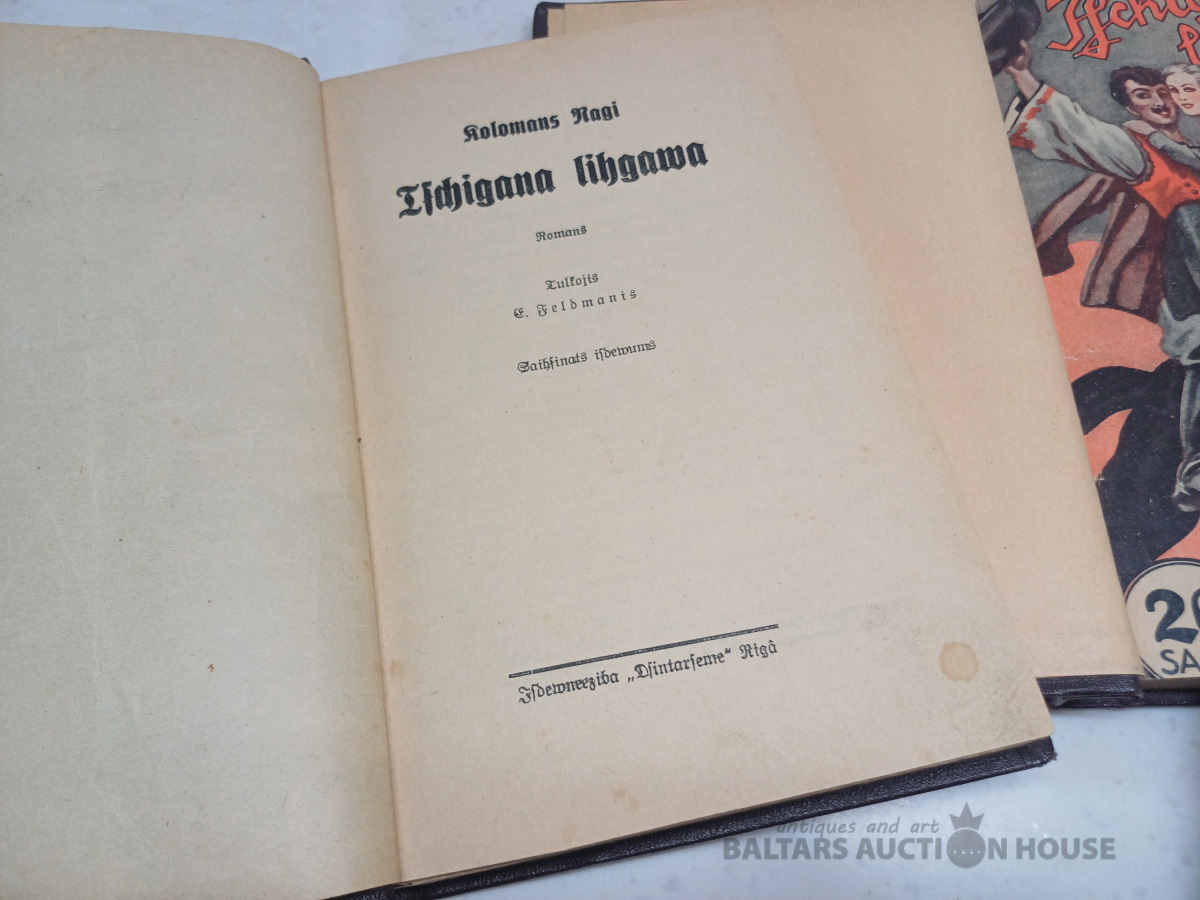 Kolomans Nagi
Tſchigana lihgawa
Romans
Tulkojis
E. Feldmanis
Saihſinats iſdewums
Iſdewneeziba „Dſintarſeme“ Rigâ
antiques and art
BALTARS AUCTION HOUSE